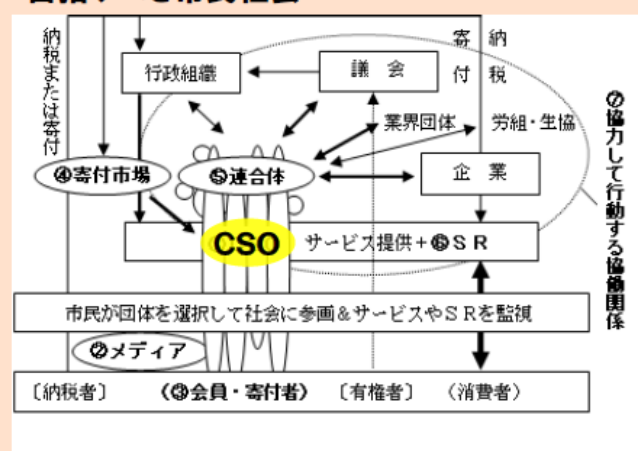 納税または寄付
寄付
納税
行政組織
議会
業界団体
労組・生協
④寄付市場
⑤連合体
企業
CSO
サービス提供+⑥SR
⑦協力して行動する協働関係
市民が団体を選択して社会に参画&サービスやSRを監視
②メディア
〔納税者〕 《③会員・寄付者》 〔有権者〕 〈消費者〉